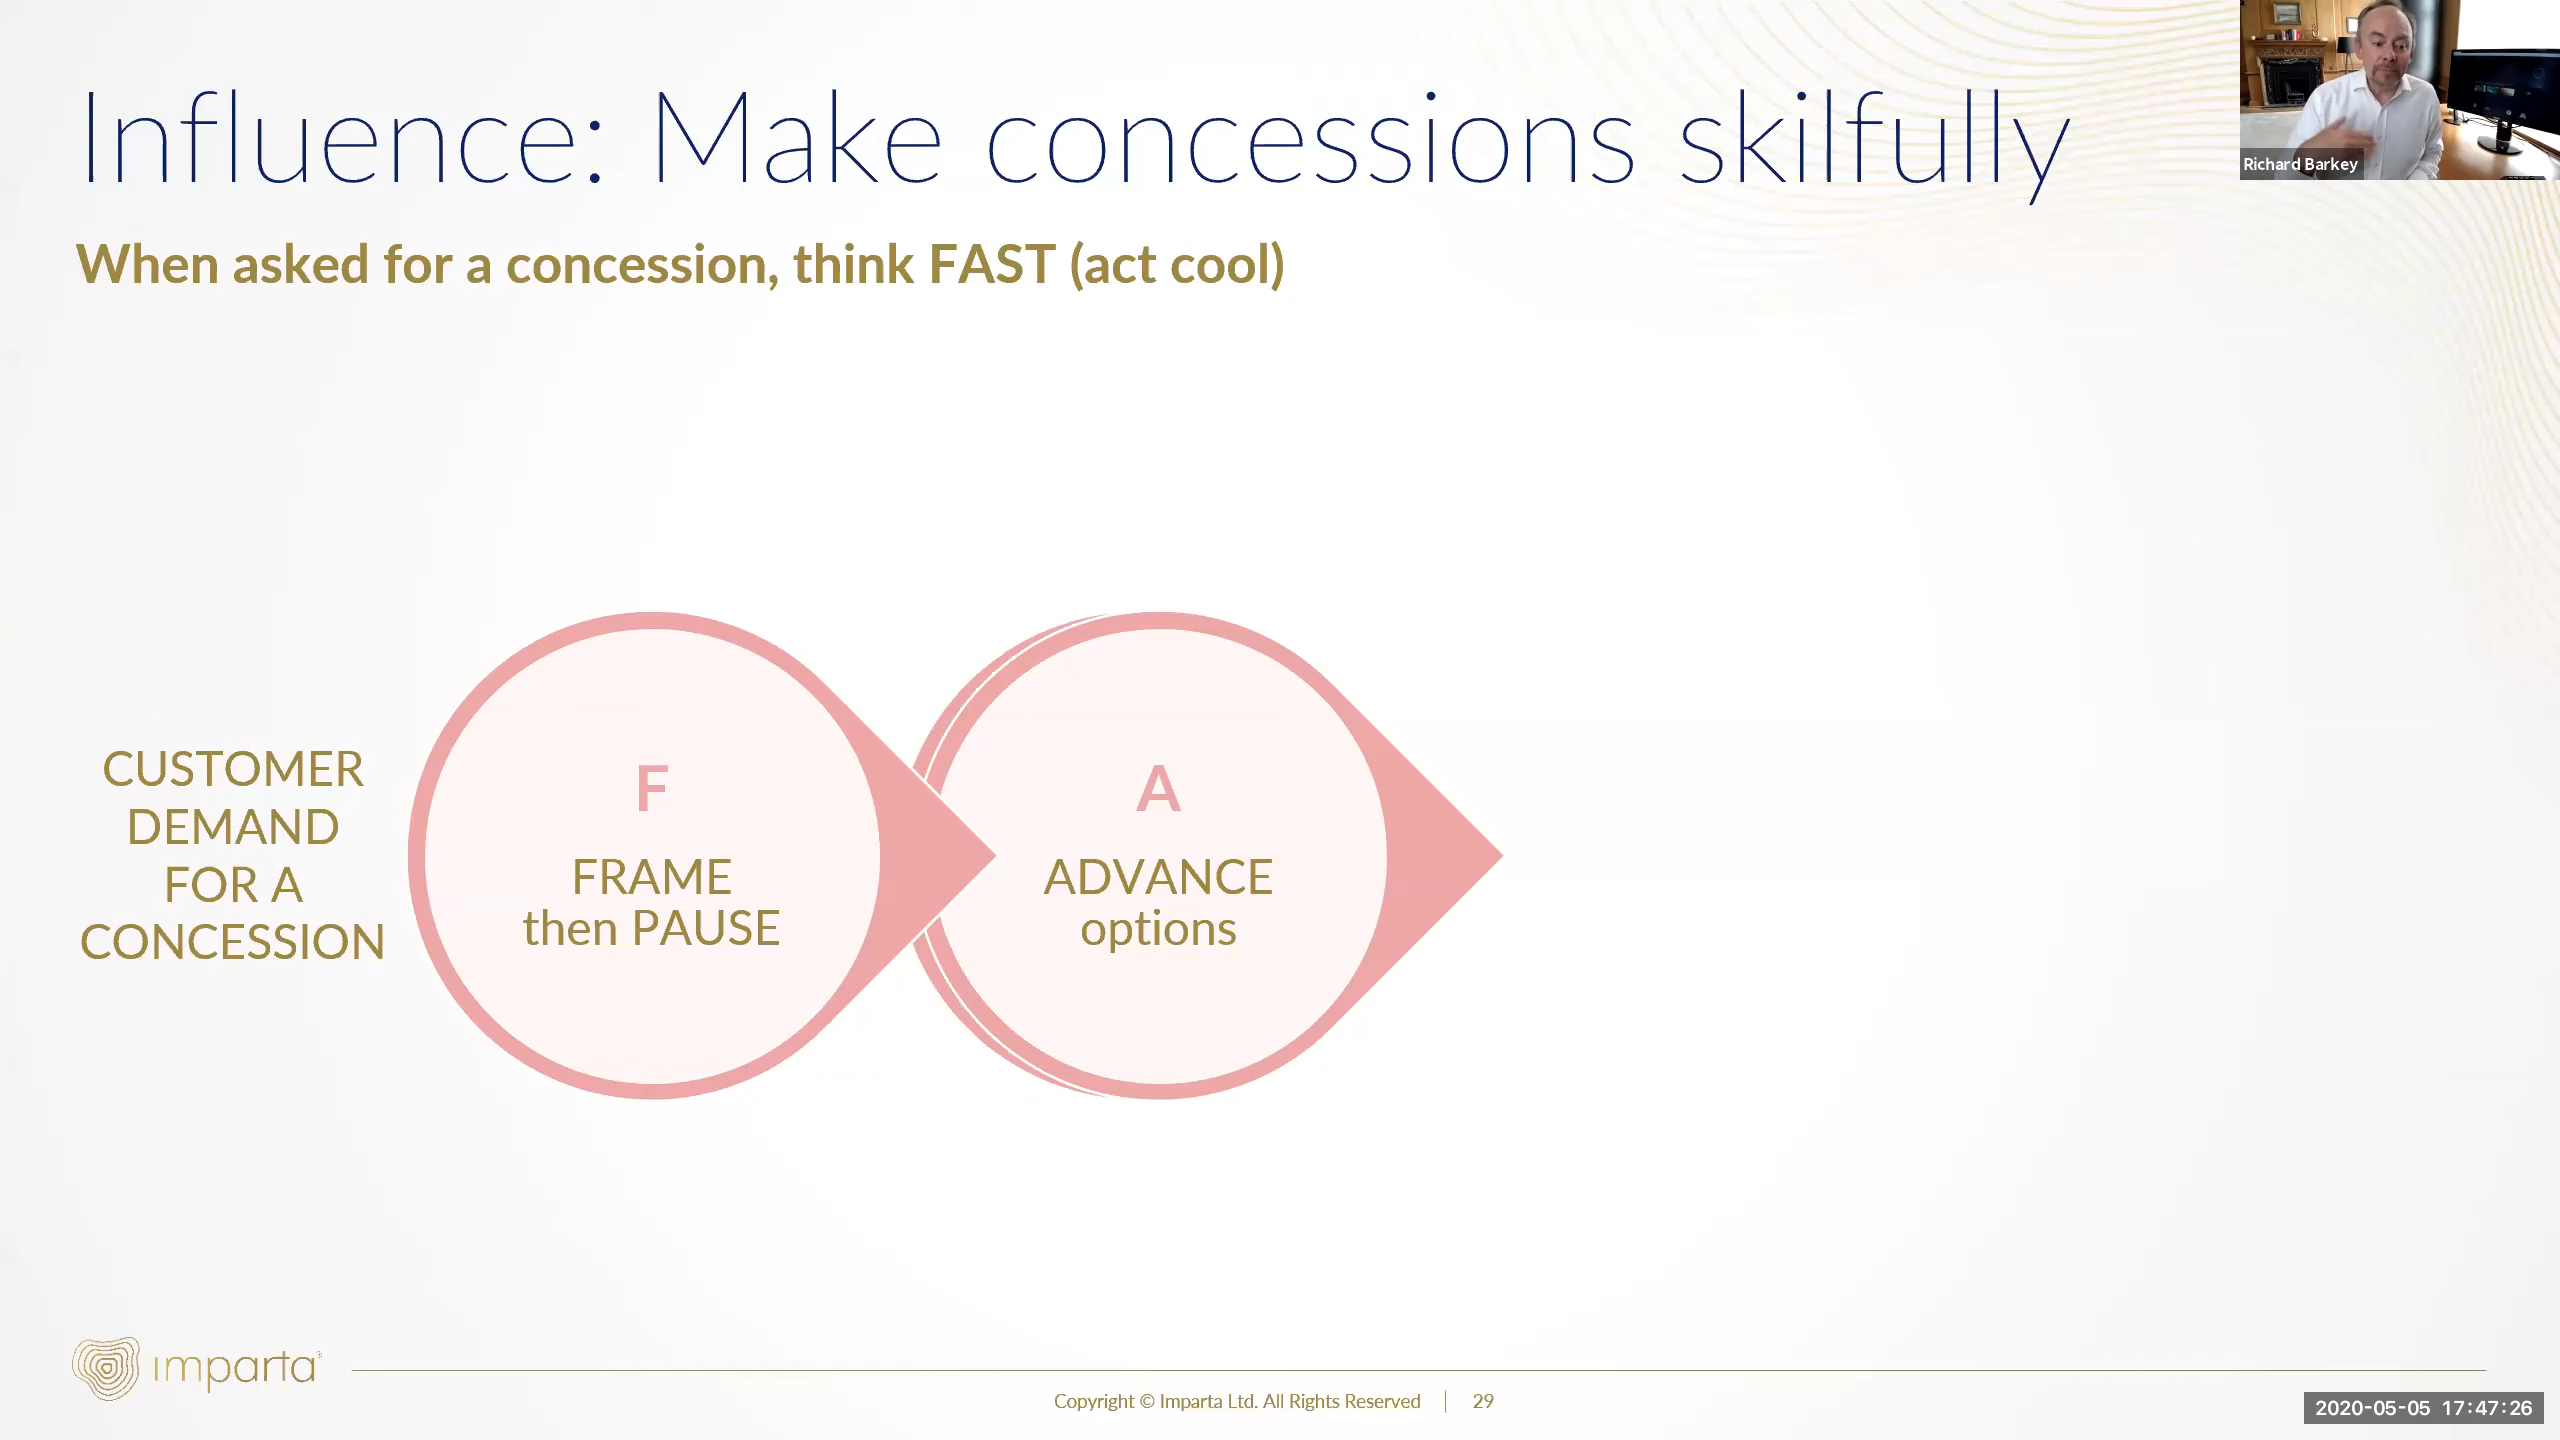 Influence: Make concessions skilfully
Richard Barkey
When asked for a concession, think FAST (act cool)
CUSTOMER
DEMAND
FOR A
CONCESSION
F
FRAME
then PAUSE
A
ADVANCE
options
imparta
Copyright © Imparta Ltd. All Rights Reserved | 29
2020-05-05 17:47:26